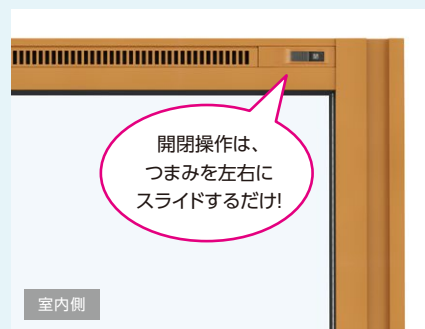 開閉操作は、
つまみを左右に
スライドするだけ!
室内側